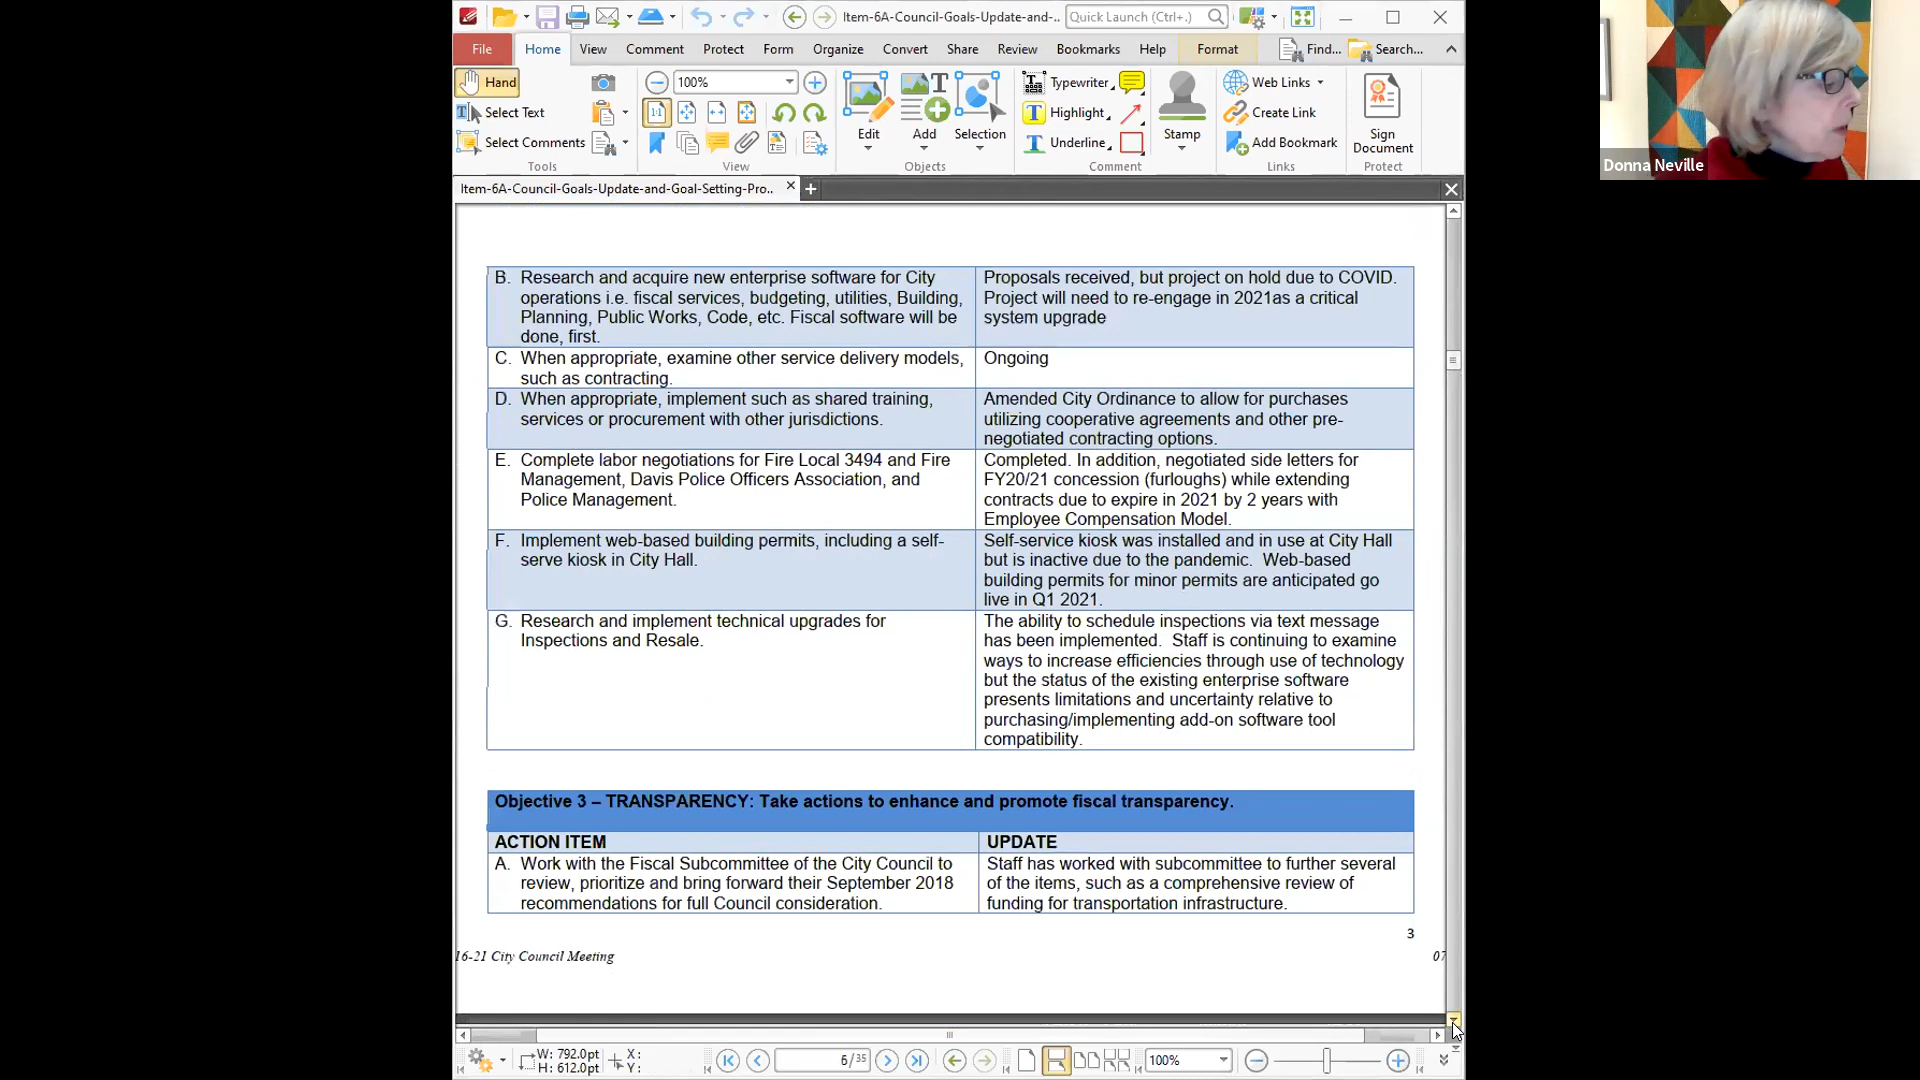 Item-6A-Council-Goals-Update-and-..
Quick Launch (Ctrl+.)
File
Home
View
Comment
Protect
Form
Organize
Convert
Share
Review
Bookmarks
Help
Format
Find...
Search...
Hand
Select Text
Select Comments
Tools
100%
View
Edit
Add
Selection
Objects
Typewriter
Highlight
Underline
Comment
Stamp
Web Links
Create Link
Add Bookmark
Links
Sign Document
Protect
Item-6A-Council-Goals-Update-and-Goal-Setting-Pro..
B. Research and acquire new enterprise software for City
operations i.e. fiscal services, budgeting, utilities, Building,
Planning, Public Works, Code, etc. Fiscal software will be
done, first.
Proposals received, but project on hold due to COVID.
Project will need to re-engage in 2021as a critical
system upgrade
C. When appropriate, examine other service delivery models,
such as contracting.
Ongoing
D. When appropriate, implement such as shared training,
services or procurement with other jurisdictions.
Amended City Ordinance to allow for purchases
utilizing cooperative agreements and other pre-
negotiated contracting options.
E. Complete labor negotiations for Fire Local 3494 and Fire
Management, Davis Police Officers Association, and
Police Management.
Completed. In addition, negotiated side letters for
FY20/21 concession (furloughs) while extending
contracts due to expire in 2021 by 2 years with
Employee Compensation Model.
F. Implement web-based building permits, including a self-
serve kiosk in City Hall.
Self-service kiosk was installed and in use at City Hall
but is inactive due to the pandemic. Web-based
building permits for minor permits are anticipated go
live in Q1 2021.
G. Research and implement technical upgrades for
Inspections and Resale.
The ability to schedule inspections via text message
has been implemented. Staff is continuing to examine
ways to increase efficiencies through use of technology
but the status of the existing enterprise software
presents limitations and uncertainty relative to
purchasing/implementing add-on software tool
compatibility.
Objective 3 – TRANSPARENCY: Take actions to enhance and promote fiscal transparency.
ACTION ITEM
UPDATE
A. Work with the Fiscal Subcommittee of the City Council to
review, prioritize and bring forward their September 2018
recommendations for full Council consideration.
Staff has worked with subcommittee to further several
of the items, such as a comprehensive review of
funding for transportation infrastructure.
3
16-21 City Council Meeting
07
W: 792.0pt
H: 612.0pt
X:
Y:
6/35
100%
Donna Neville